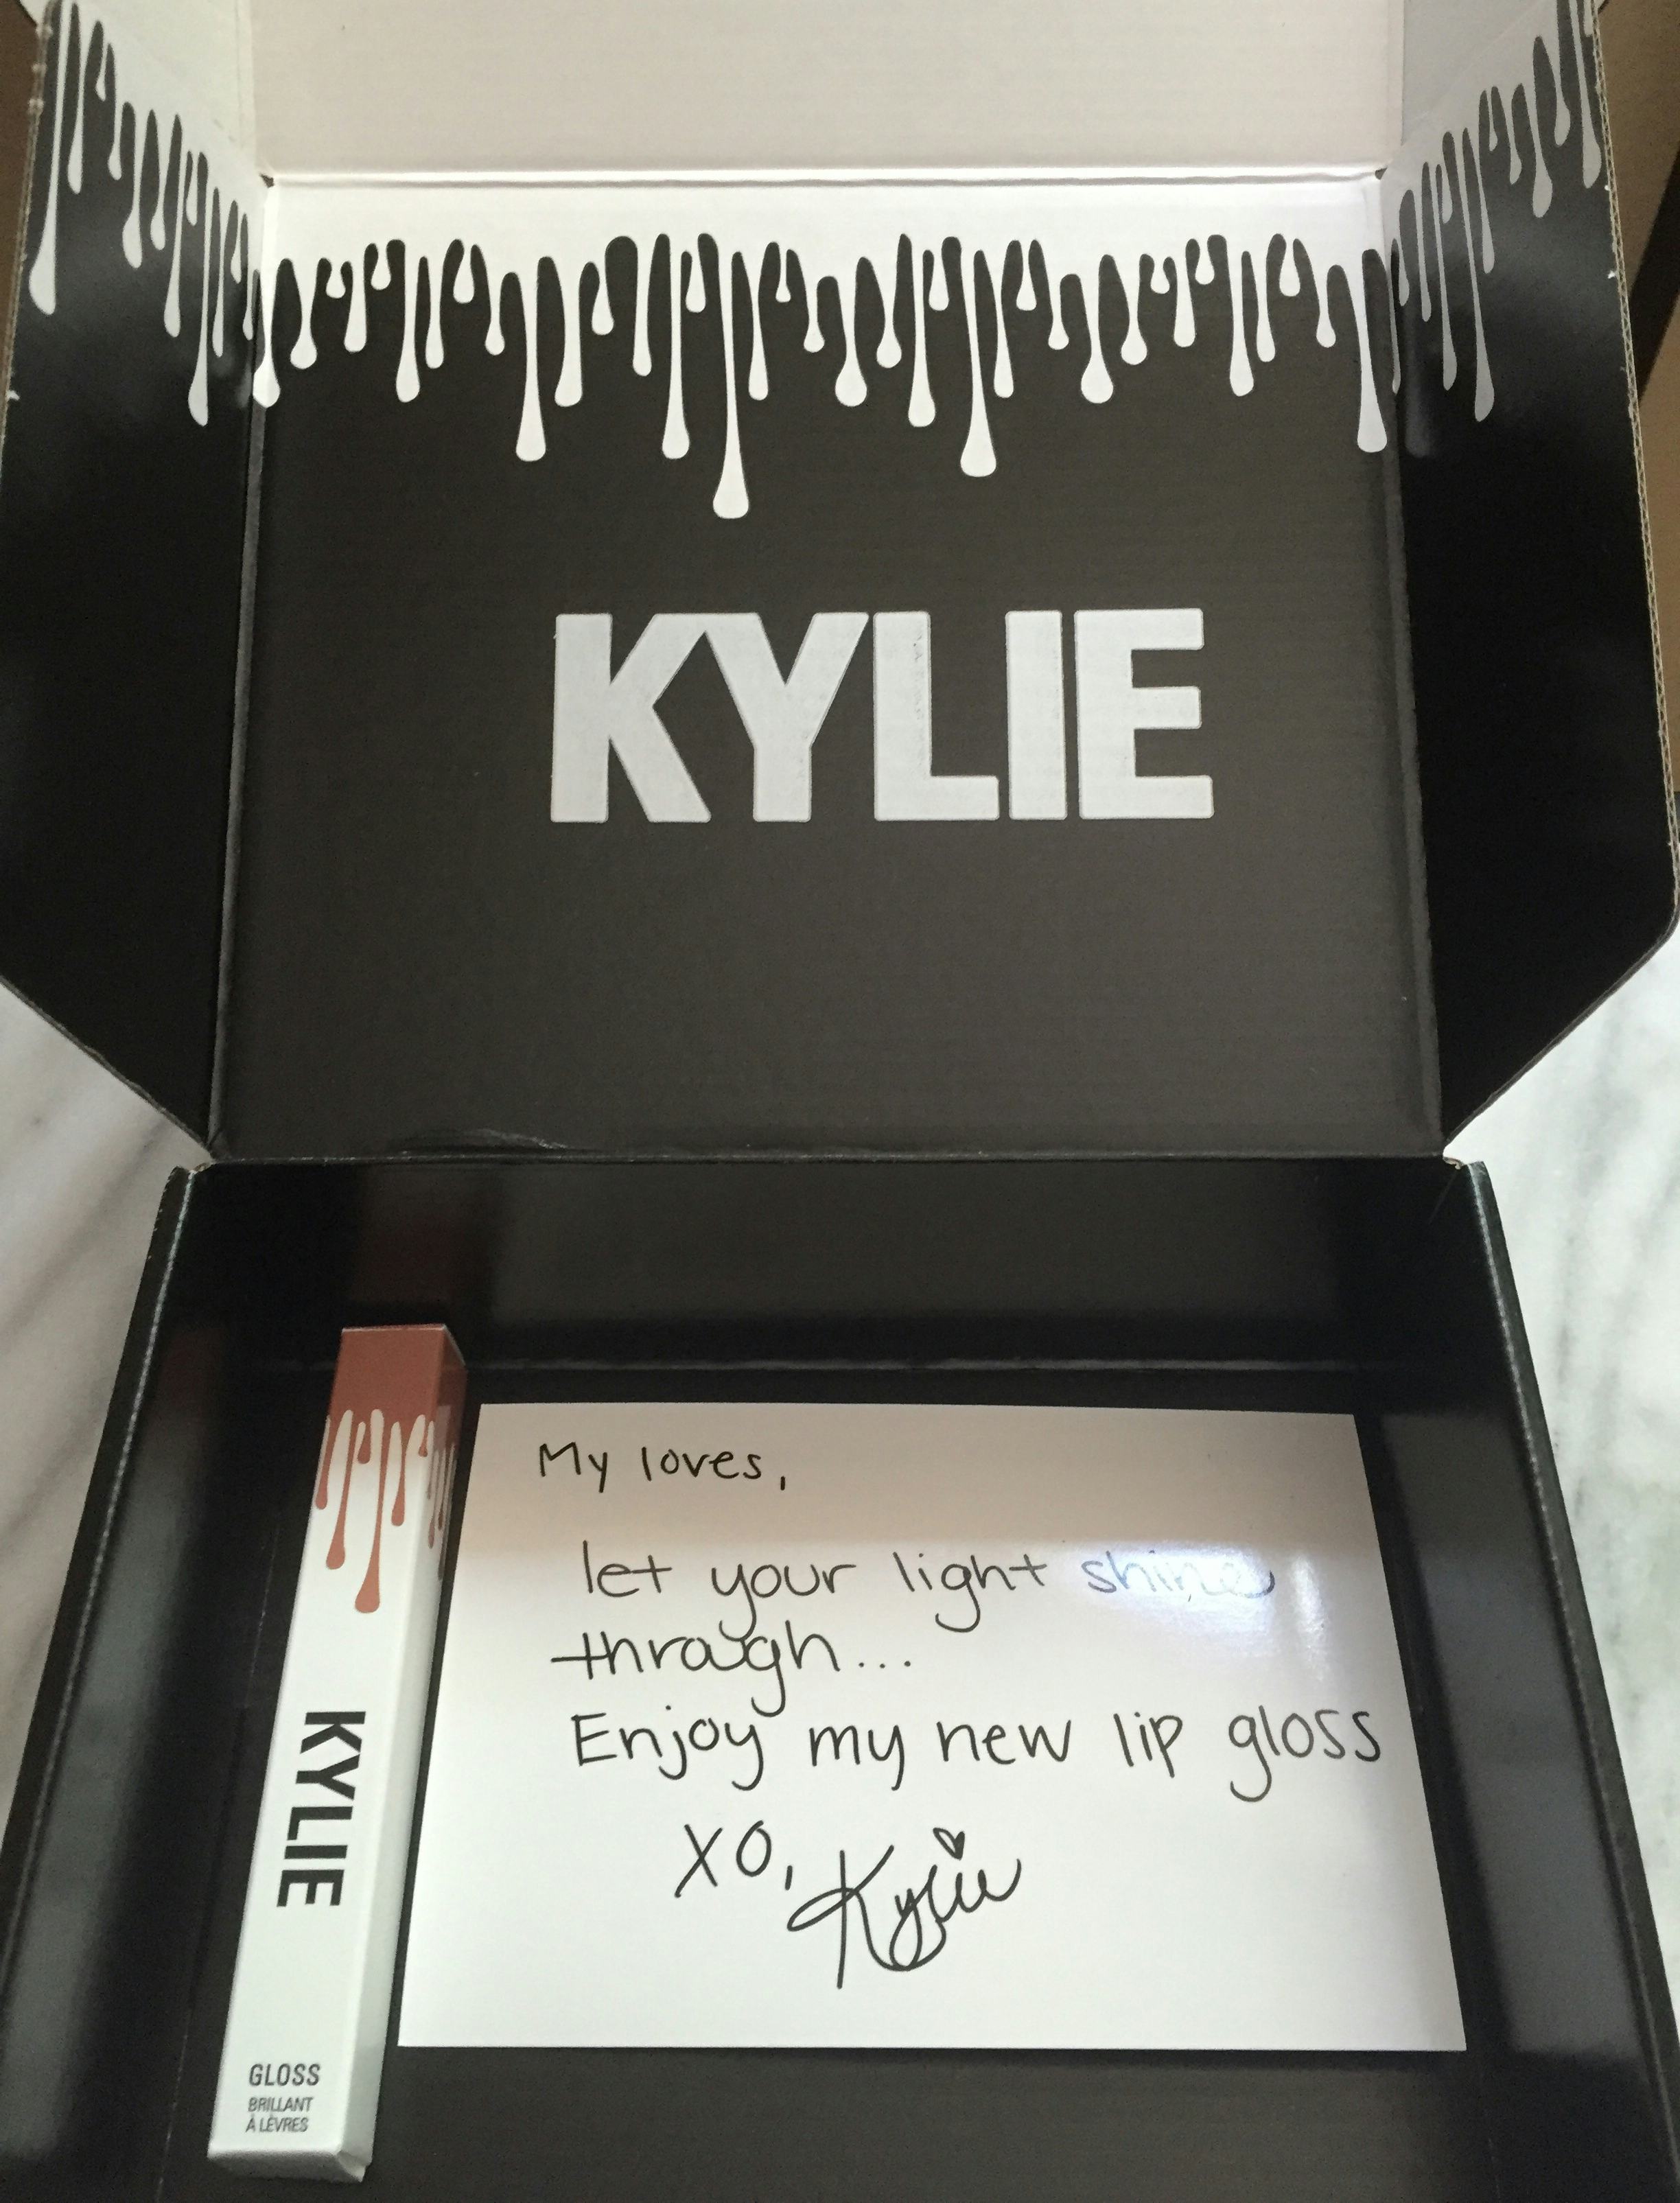 KYLIE
My loves,
let your light shine
through...
Enjoy my new lip gloss
XO, Kylie
KYLIE
GLOSS
BRILLANT
À LÈVRES